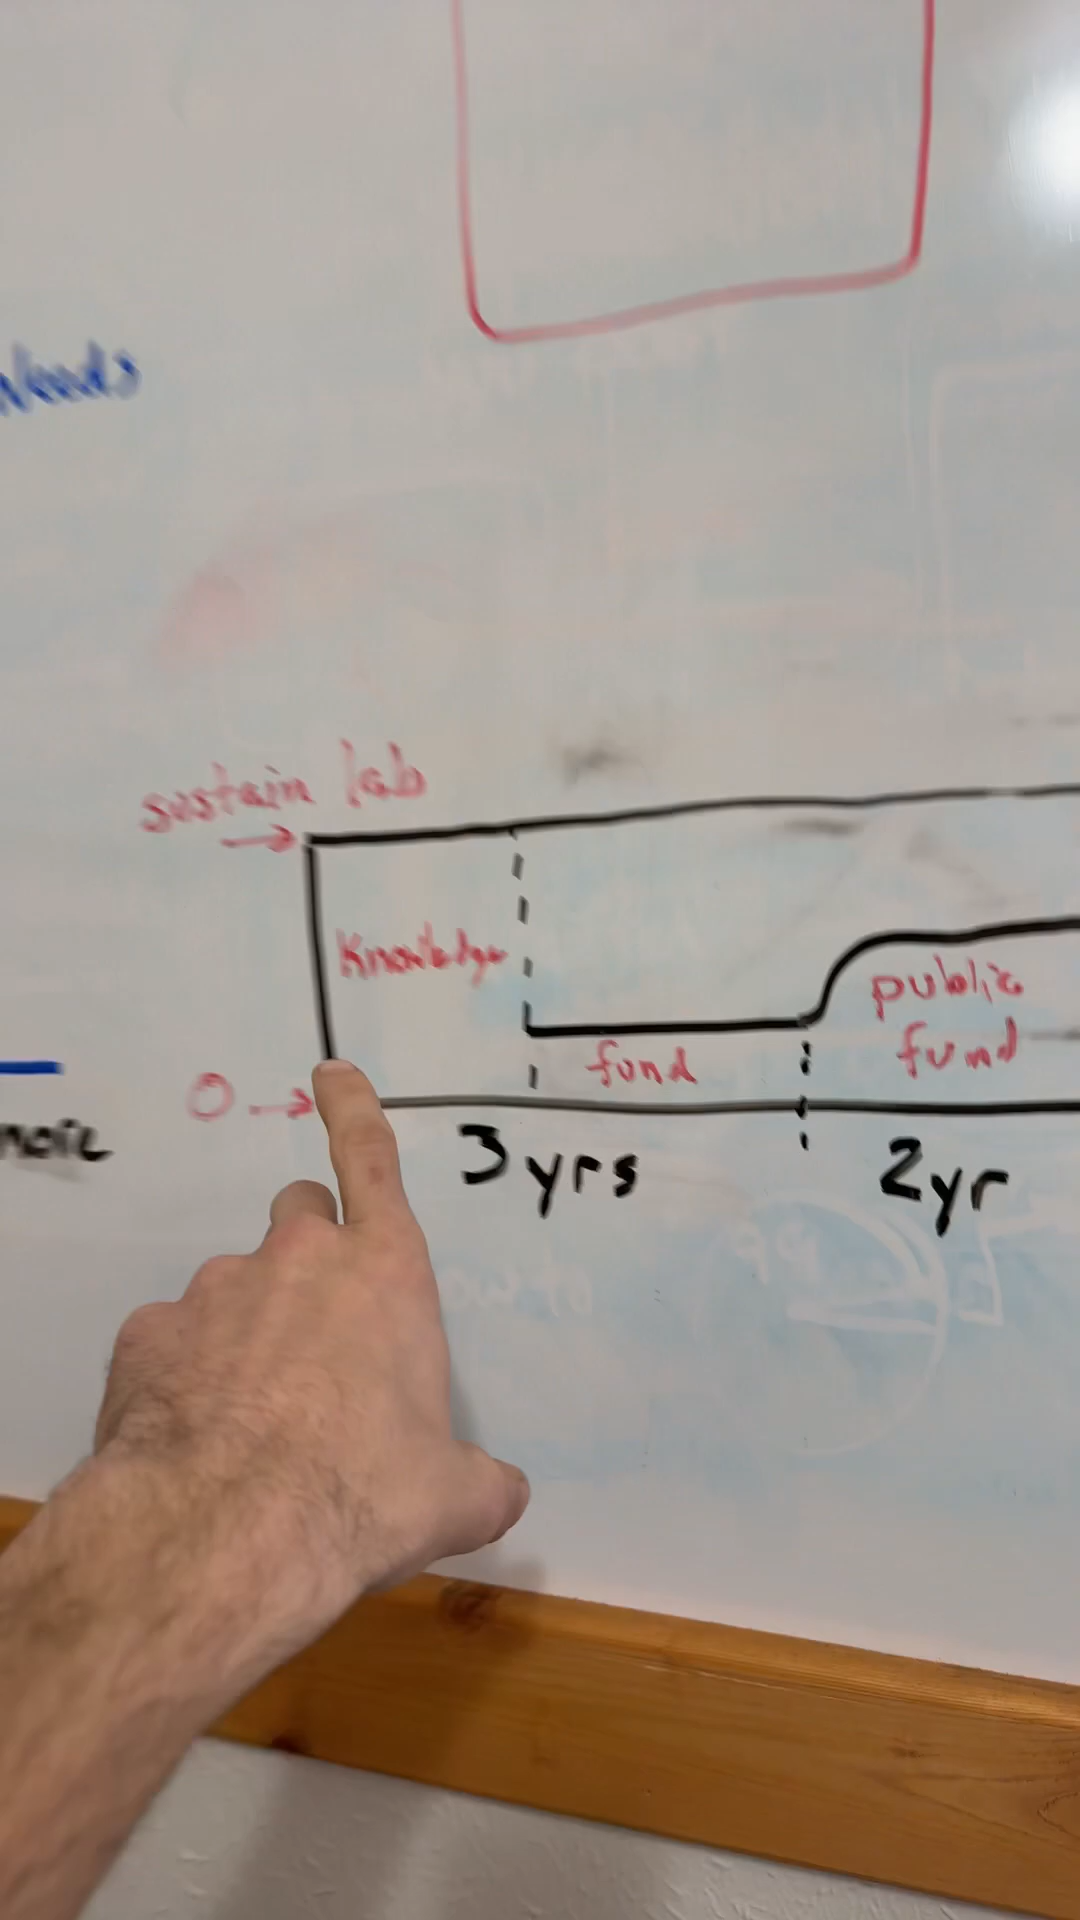 sustain lab
→
Knowledge
public
fund
fund
0 →
3 yrs
2yr